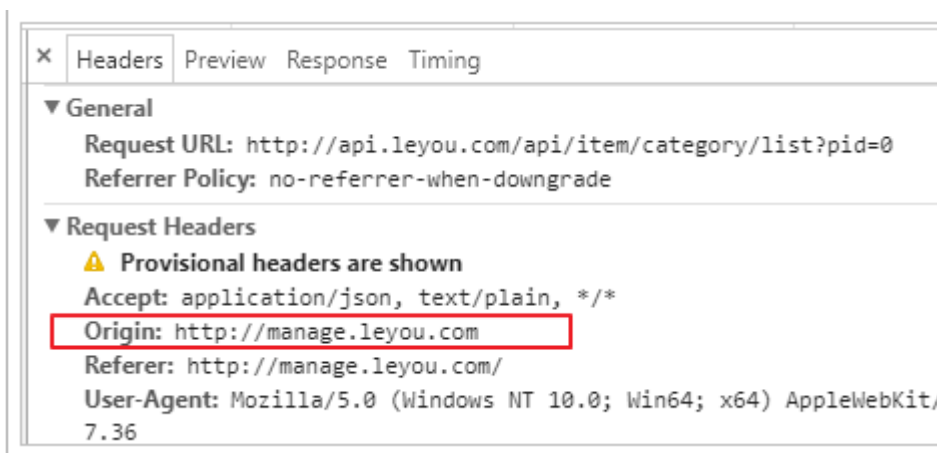 × Headers Preview Response Timing
▼ General
Request URL: http://api.leyou.com/api/item/category/list?pid=0
Referrer Policy: no-referrer-when-downgrade
▼ Request Headers
Provisional headers are shown
Accept: application/json, text/plain, */*
Origin: http://manage.leyou.com
Referer: http://manage.leyou.com/
User-Agent: Mozilla/5.0 (Windows NT 10.0; Win64; x64) AppleWebKit/
7.36